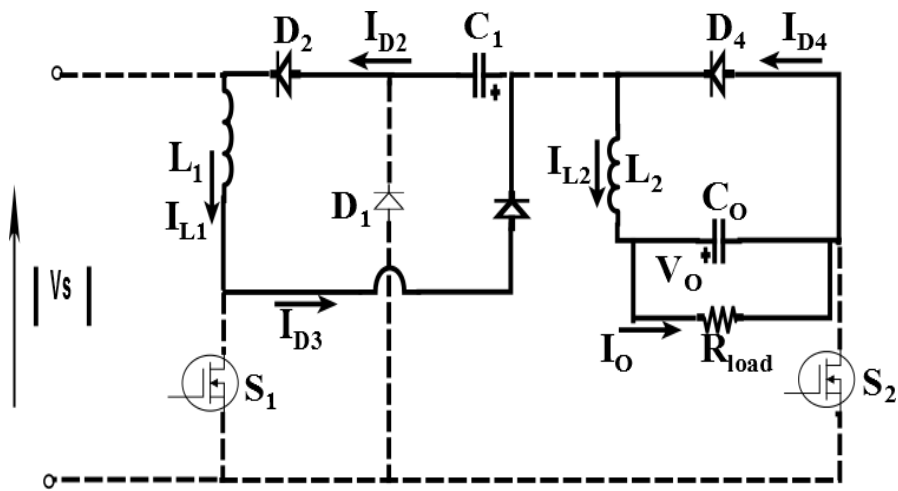 D2
ID2
C1
D4
ID4
+
L1
IL1
D1
IL2
L2
CO
+
VO
|Vs|
ID3
IO
Rload
S1
S2